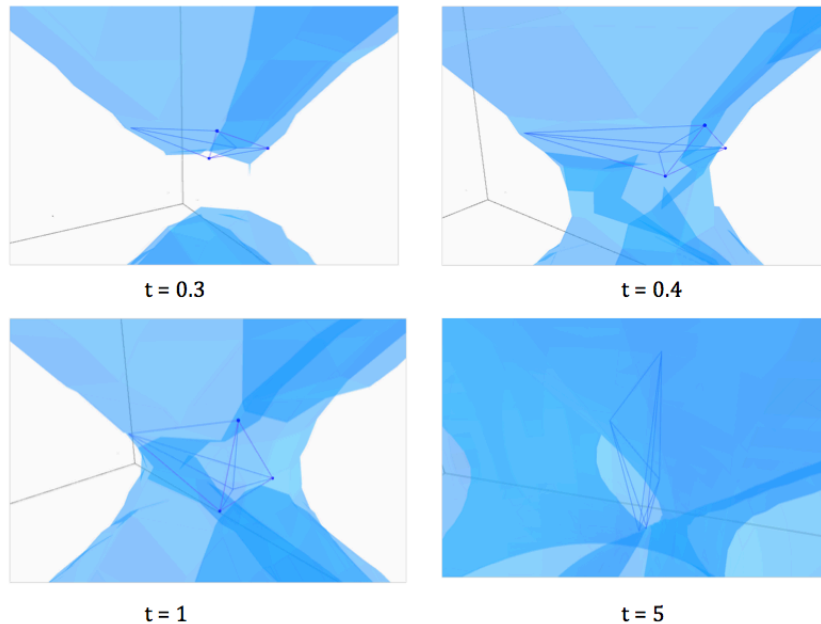 t = 0.3
t = 0.4
t = 1
t = 5